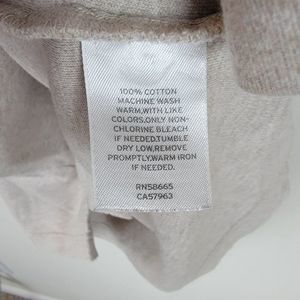 100% COTTON
MACHINE WASH
WARM,WITH LIKE
COLORS,ONLY NON-
CHLORINE BLEACH
IF NEEDED.TUMBLE
DRY LOW,REMOVE
PROMPTLY.WARM IRON
IF NEEDED.
RN58665
CA57963